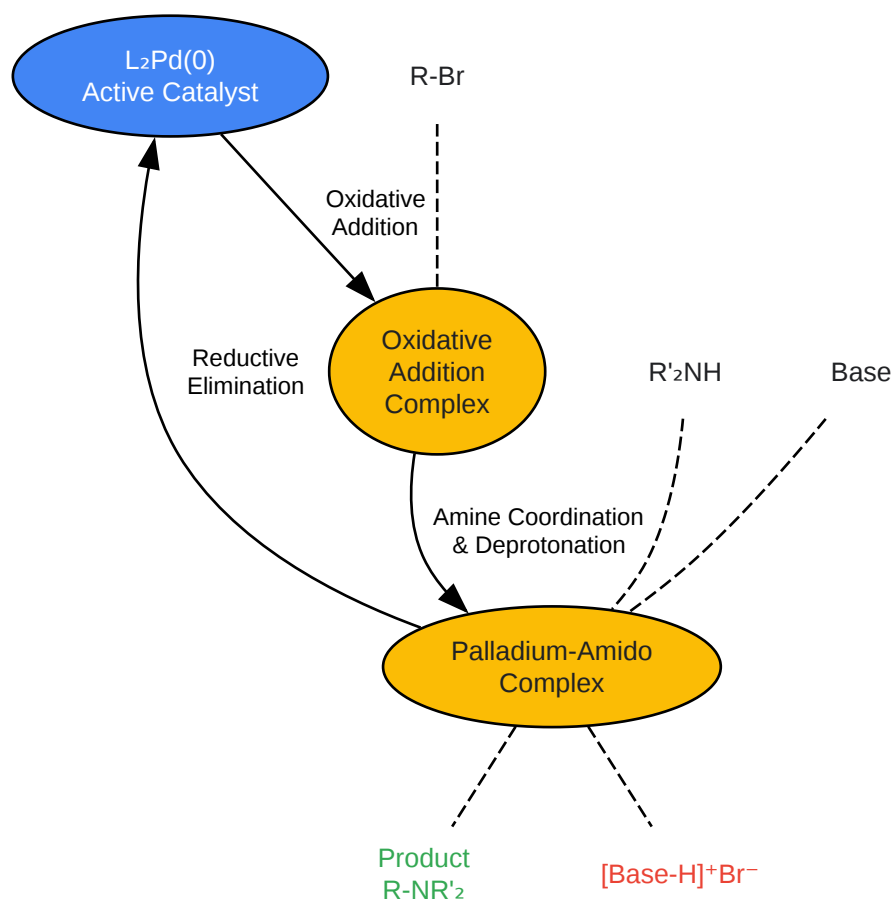 L₂Pd(0)
Active Catalyst
R-Br
Oxidative
Addition
Oxidative
Addition
Complex
Reductive
Elimination
R'₂NH
Base
Amine Coordination
& Deprotonation
Palladium-Amido
Complex
Product
R-NR'₂
[Base-H]⁺Br⁻